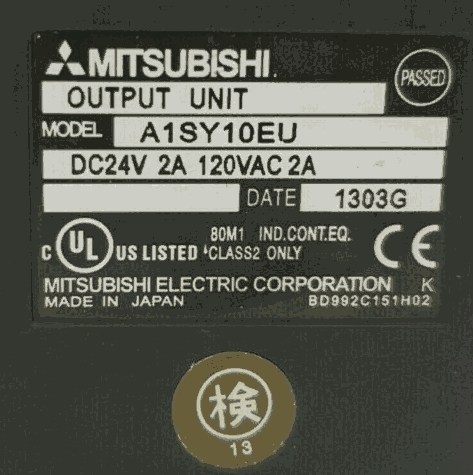 MITSUBISHI
PASSED
OUTPUT UNIT
MODEL A1SY10EU
DC24V 2A 120VAC 2A
DATE 1303G
C UL US LISTED 80M1 IND.CONT.EQ.
*CLASS2 ONLY
CE
MITSUBISHI ELECTRIC CORPORATION K
MADE IN JAPAN BD992C151H02
検
13